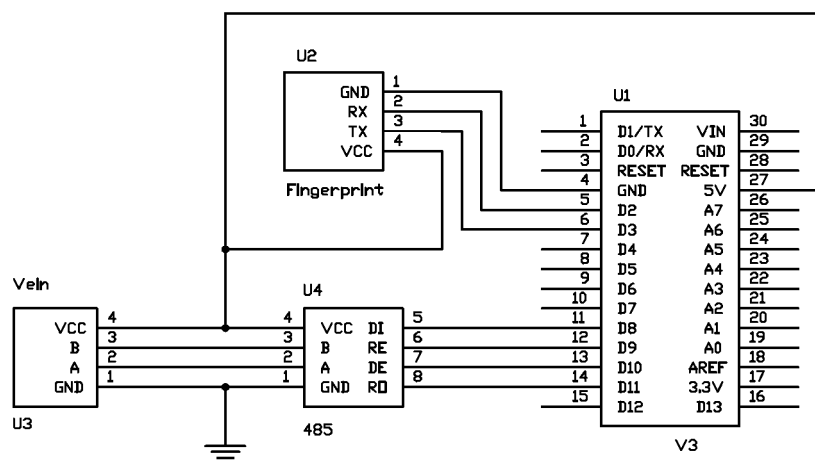 U2
GND 1
RX 2
TX 3
VCC 4
Fingerprint
U1
1 D1/TX VIN 30
2 D0/RX GND 29
3 RESET RESET 28
4 GND 5V 27
5 D2 A7 26
6 D3 A6 25
7 D4 A5 24
8 D5 A4 23
9 D6 A3 22
10 D7 A2 21
11 D8 A1 20
12 D9 A0 19
13 D10 AREF 18
14 D11 3.3V 17
15 D12 D13 16
V3
Vein
VCC 4
B 3
A 2
GND 1
U3
U4
4 VCC DI 5
3 B RE 6
2 A DE 7
1 GND RO 8
485